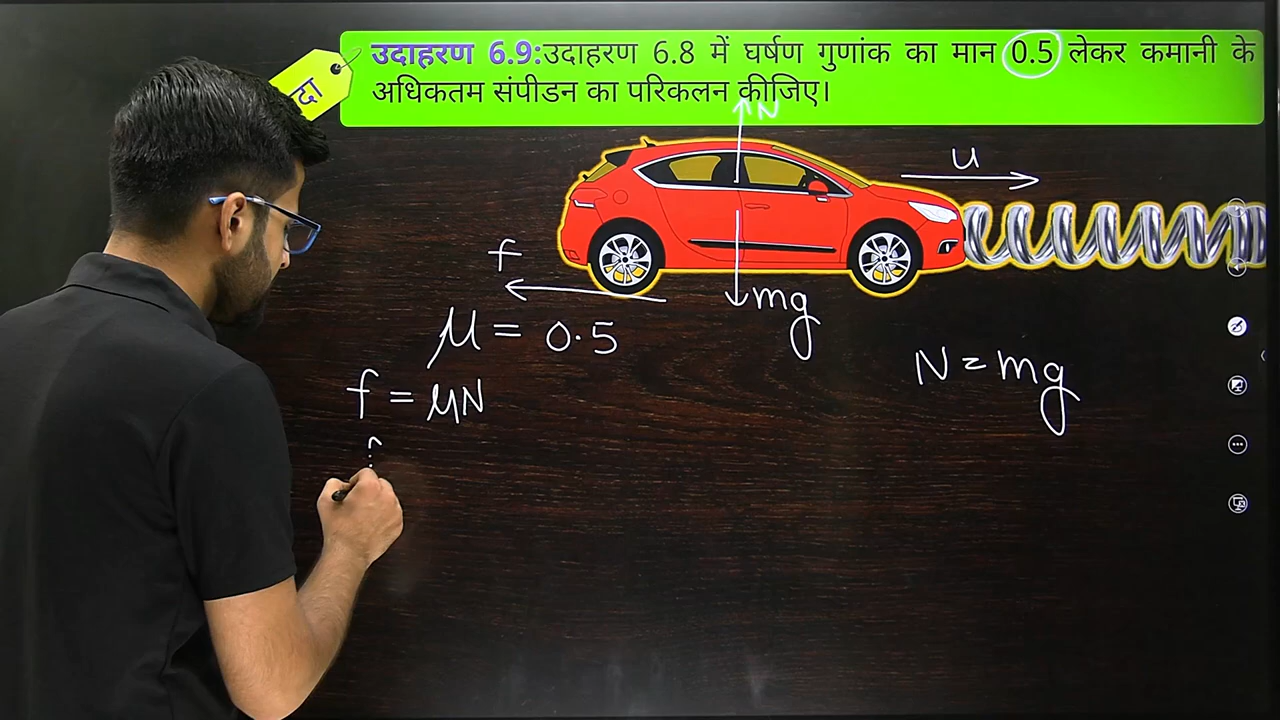 उदाहरण 6.9:उदाहरण 6.8 में घर्षण गुणांक का मान 0.5 लेकर कमानी के
अधिकतम संपीडन का परिकलन कीजिए।
N
u
f
mg
μ = 0.5
N = mg
f = μN